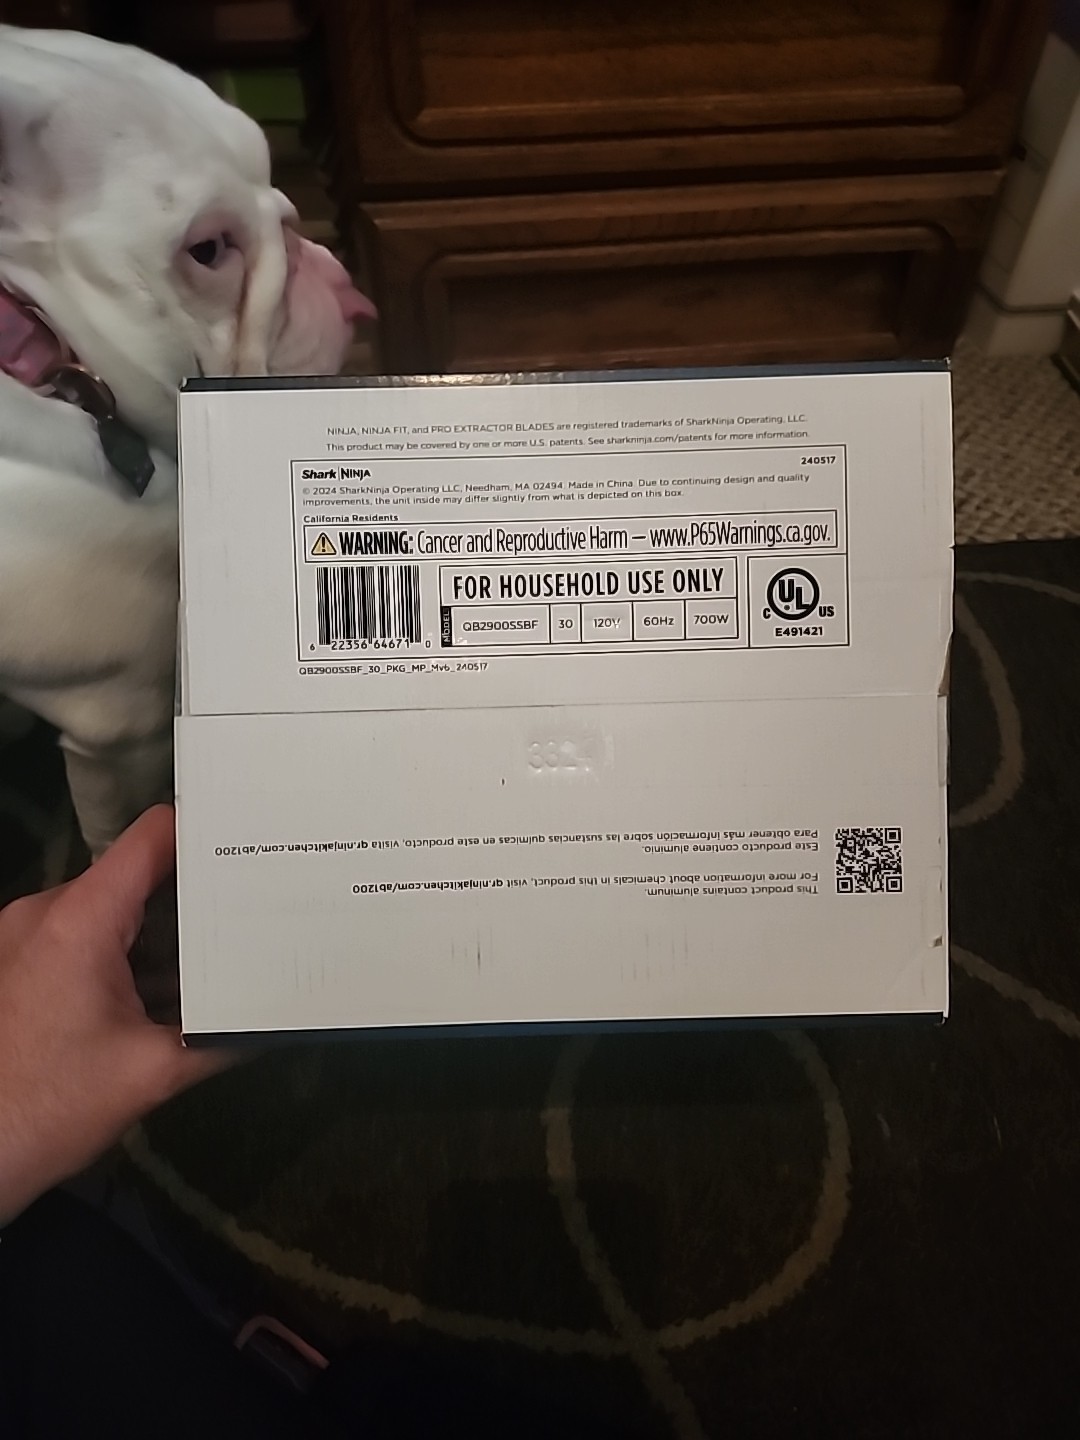 NINJA, NINJA FIT, and PRO EXTRACTOR BLADES are registered trademarks of SharkNinja Operating, LLC.
This product may be covered by one or more U.S. patents. See sharkninja.com/patents for more information.
Shark | NINJA
240517
© 2024 SharkNinja Operating LLC, Needham, MA 02494. Made in China. Due to continuing design and quality
improvements, the unit inside may differ slightly from what is depicted on this box.
California Residents
WARNING: Cancer and Reproductive Harm – www.P65Warnings.ca.gov.
FOR HOUSEHOLD USE ONLY
MODEL QB2900SSBF 30 120V 60Hz 700W
6 22356 64671 0
C UL US
E491421
QB2900SSBF_30_PKG_MP_Mv6_240517
3324
This product contains aluminum.
For more information about chemicals in this product, visit qr.ninjakitchen.com/ab1200
Este producto contiene aluminio.
Para obtener más información sobre las sustancias químicas en este producto, visita qr.ninjakitchen.com/ab1200